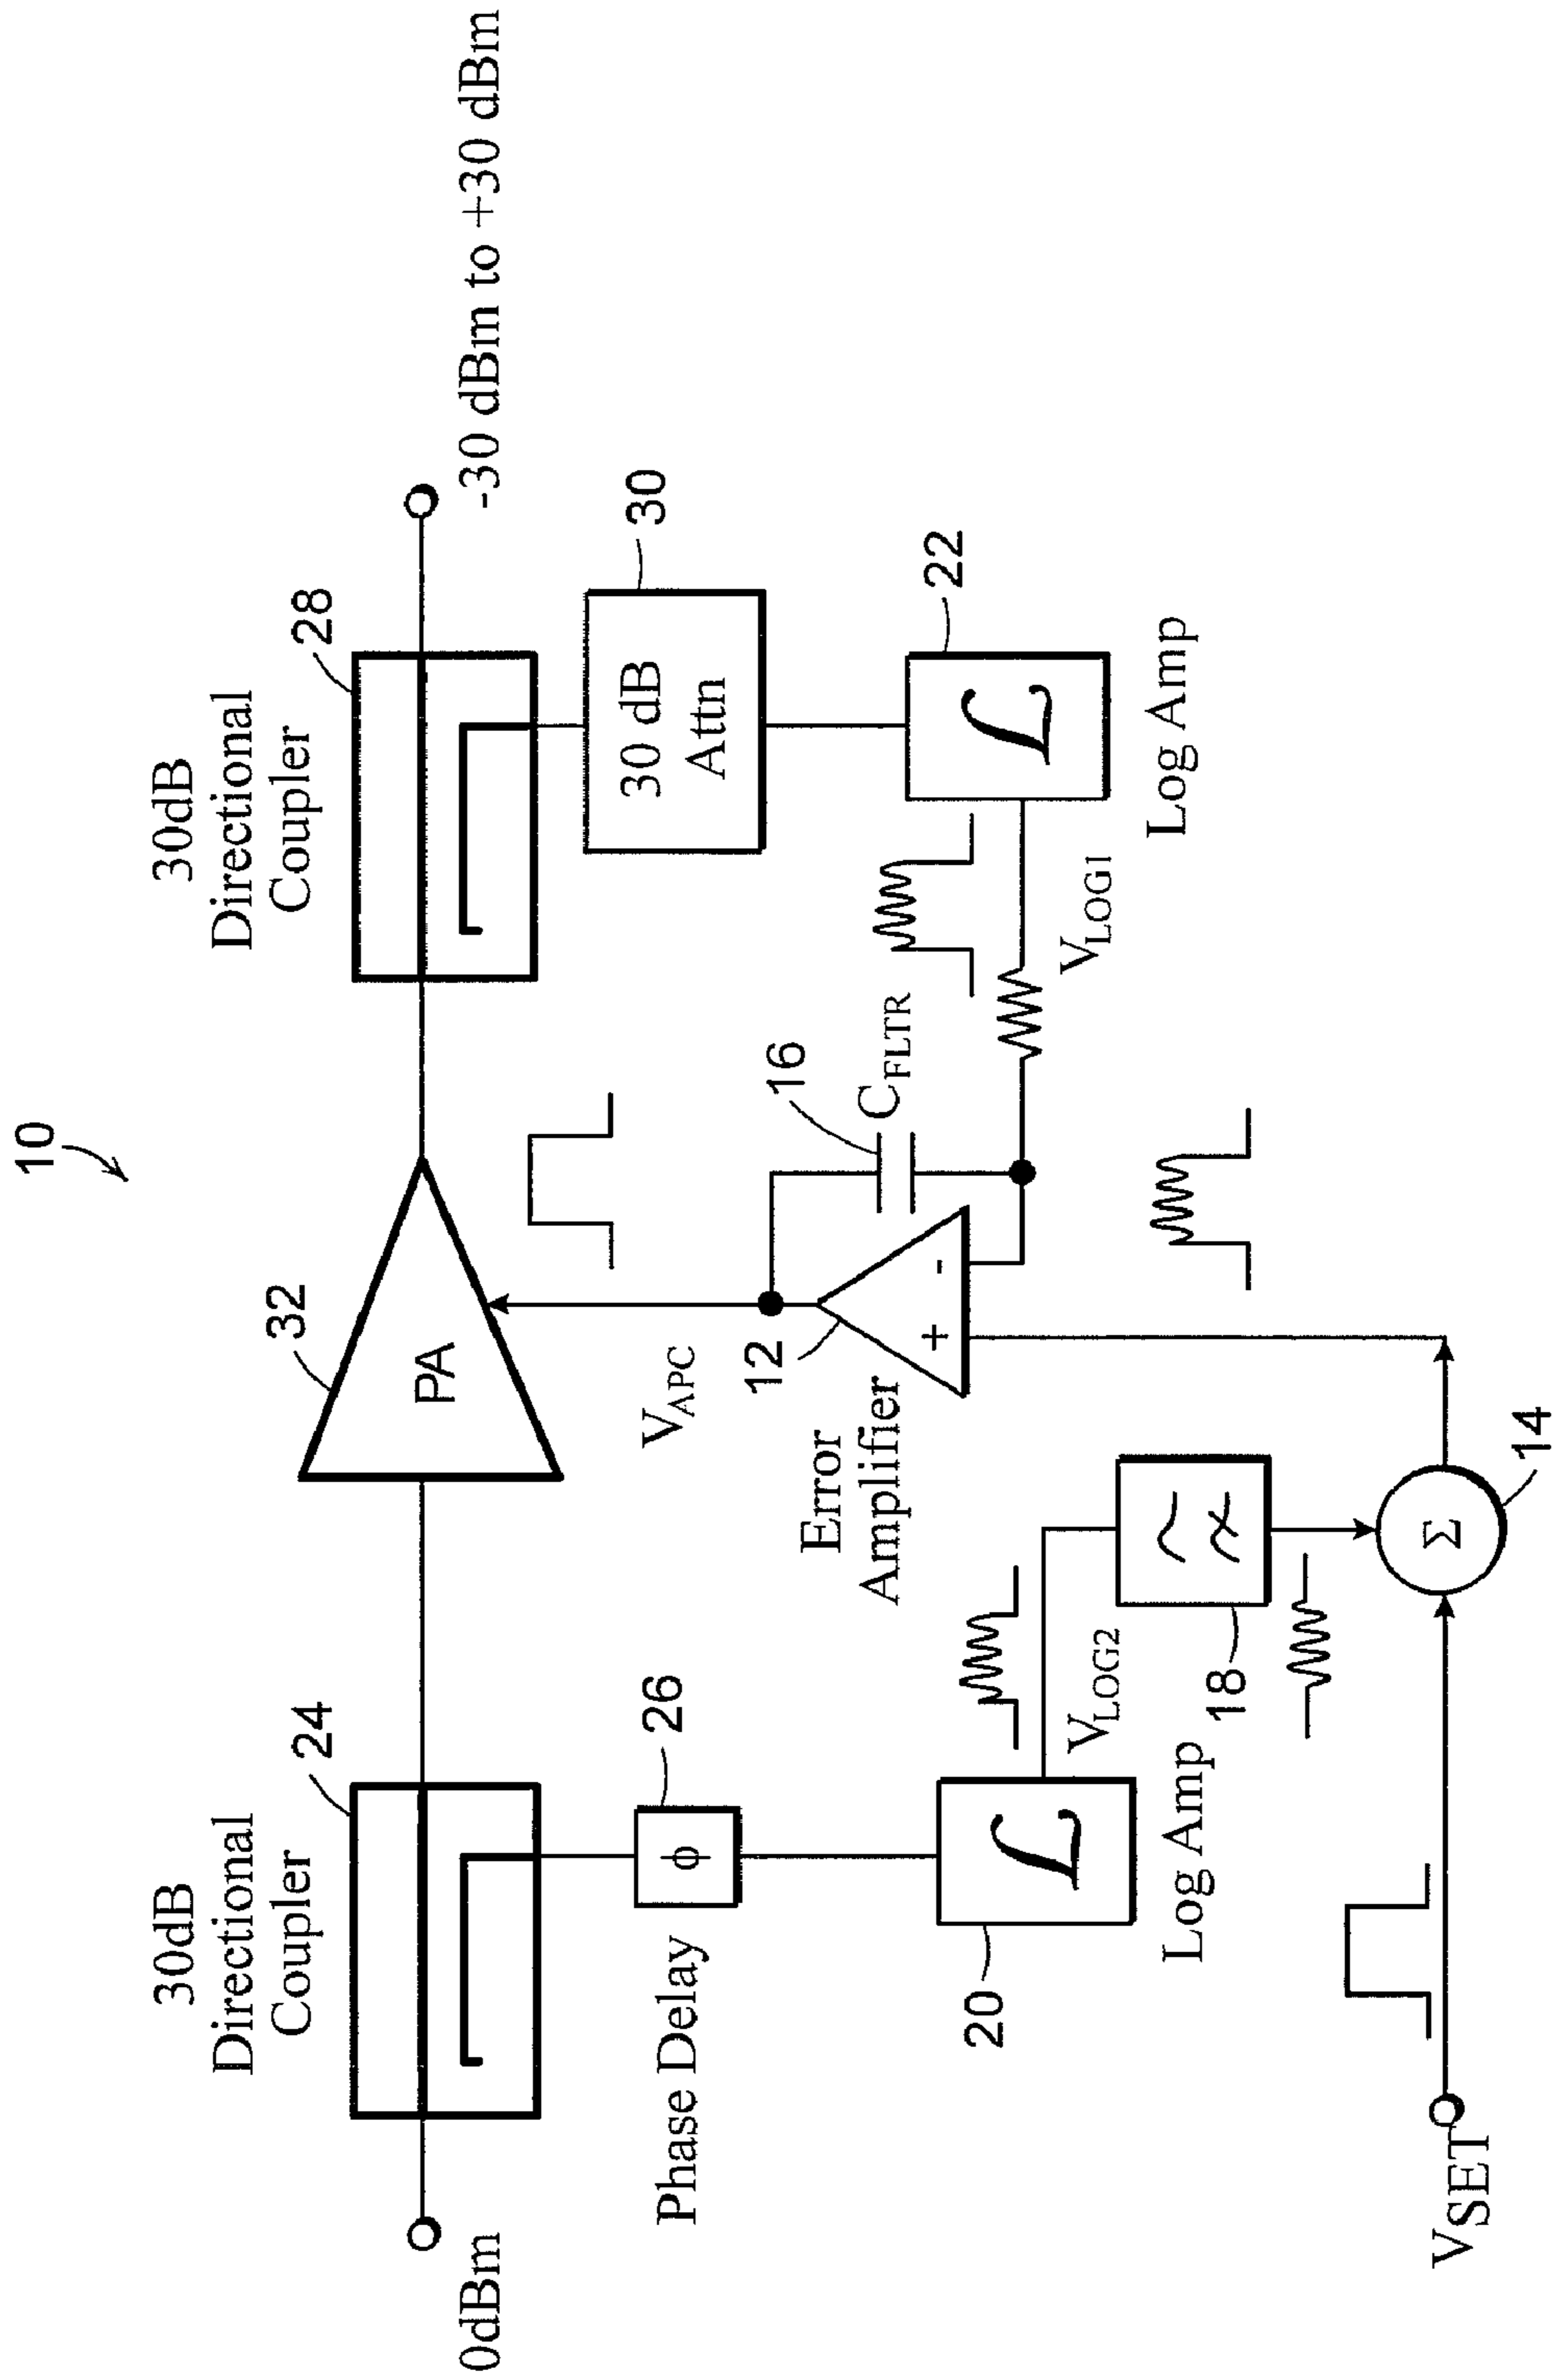 10
30dB
Directional
Coupler
24
32
PA
30dB
Directional
Coupler
28
0dBm
-30 dBm to +30 dBm
Phase Delay
26
ϕ
VAPC
16
CFLTR
30
30 dB
Attn
12
Error
Amplifier
+
-
20
ℒ
Log Amp
VLOG2
18
VLOG1
22
ℒ
Log Amp
VSET
Σ
14